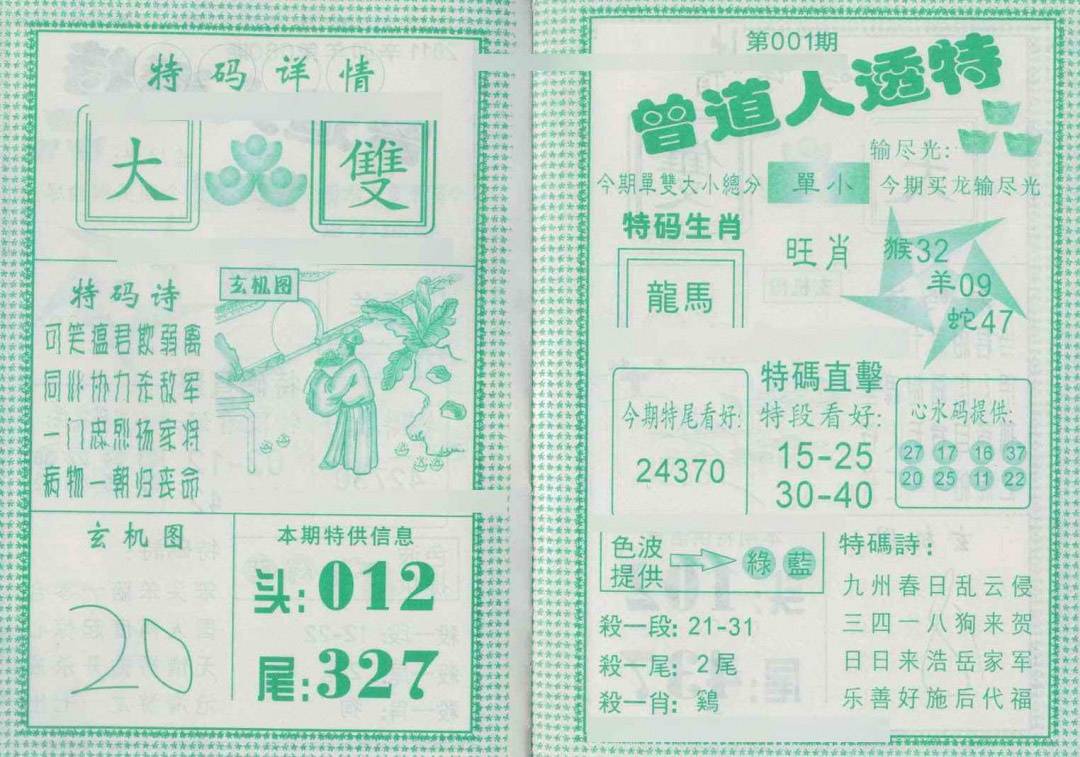 特码详情
大
雙
特码诗
可笑瘟君欺弱禽
同州协力杀敌军
一门忠烈扬家将
病物一朝归丧命
玄机图
玄机图
20
本期特供信息
头:012
尾:327
第001期
曾道人透特
输尽光:
今期單雙大小總分
單小
今期买龙输尽光
特码生肖
龍馬
旺肖
猴32
羊09
蛇47
今期特尾看好:
24370
特碼直擊
特段看好:
15-25
30-40
心水码提供:
27 17 16 37
20 25 11 22
色波
提供
綠 藍
殺一段: 21-31
殺一尾: 2尾
殺一肖: 鷄
特碼詩:
九州春日乱云侵
三四一八狗来贺
日日来浩岳家军
乐善好施后代福